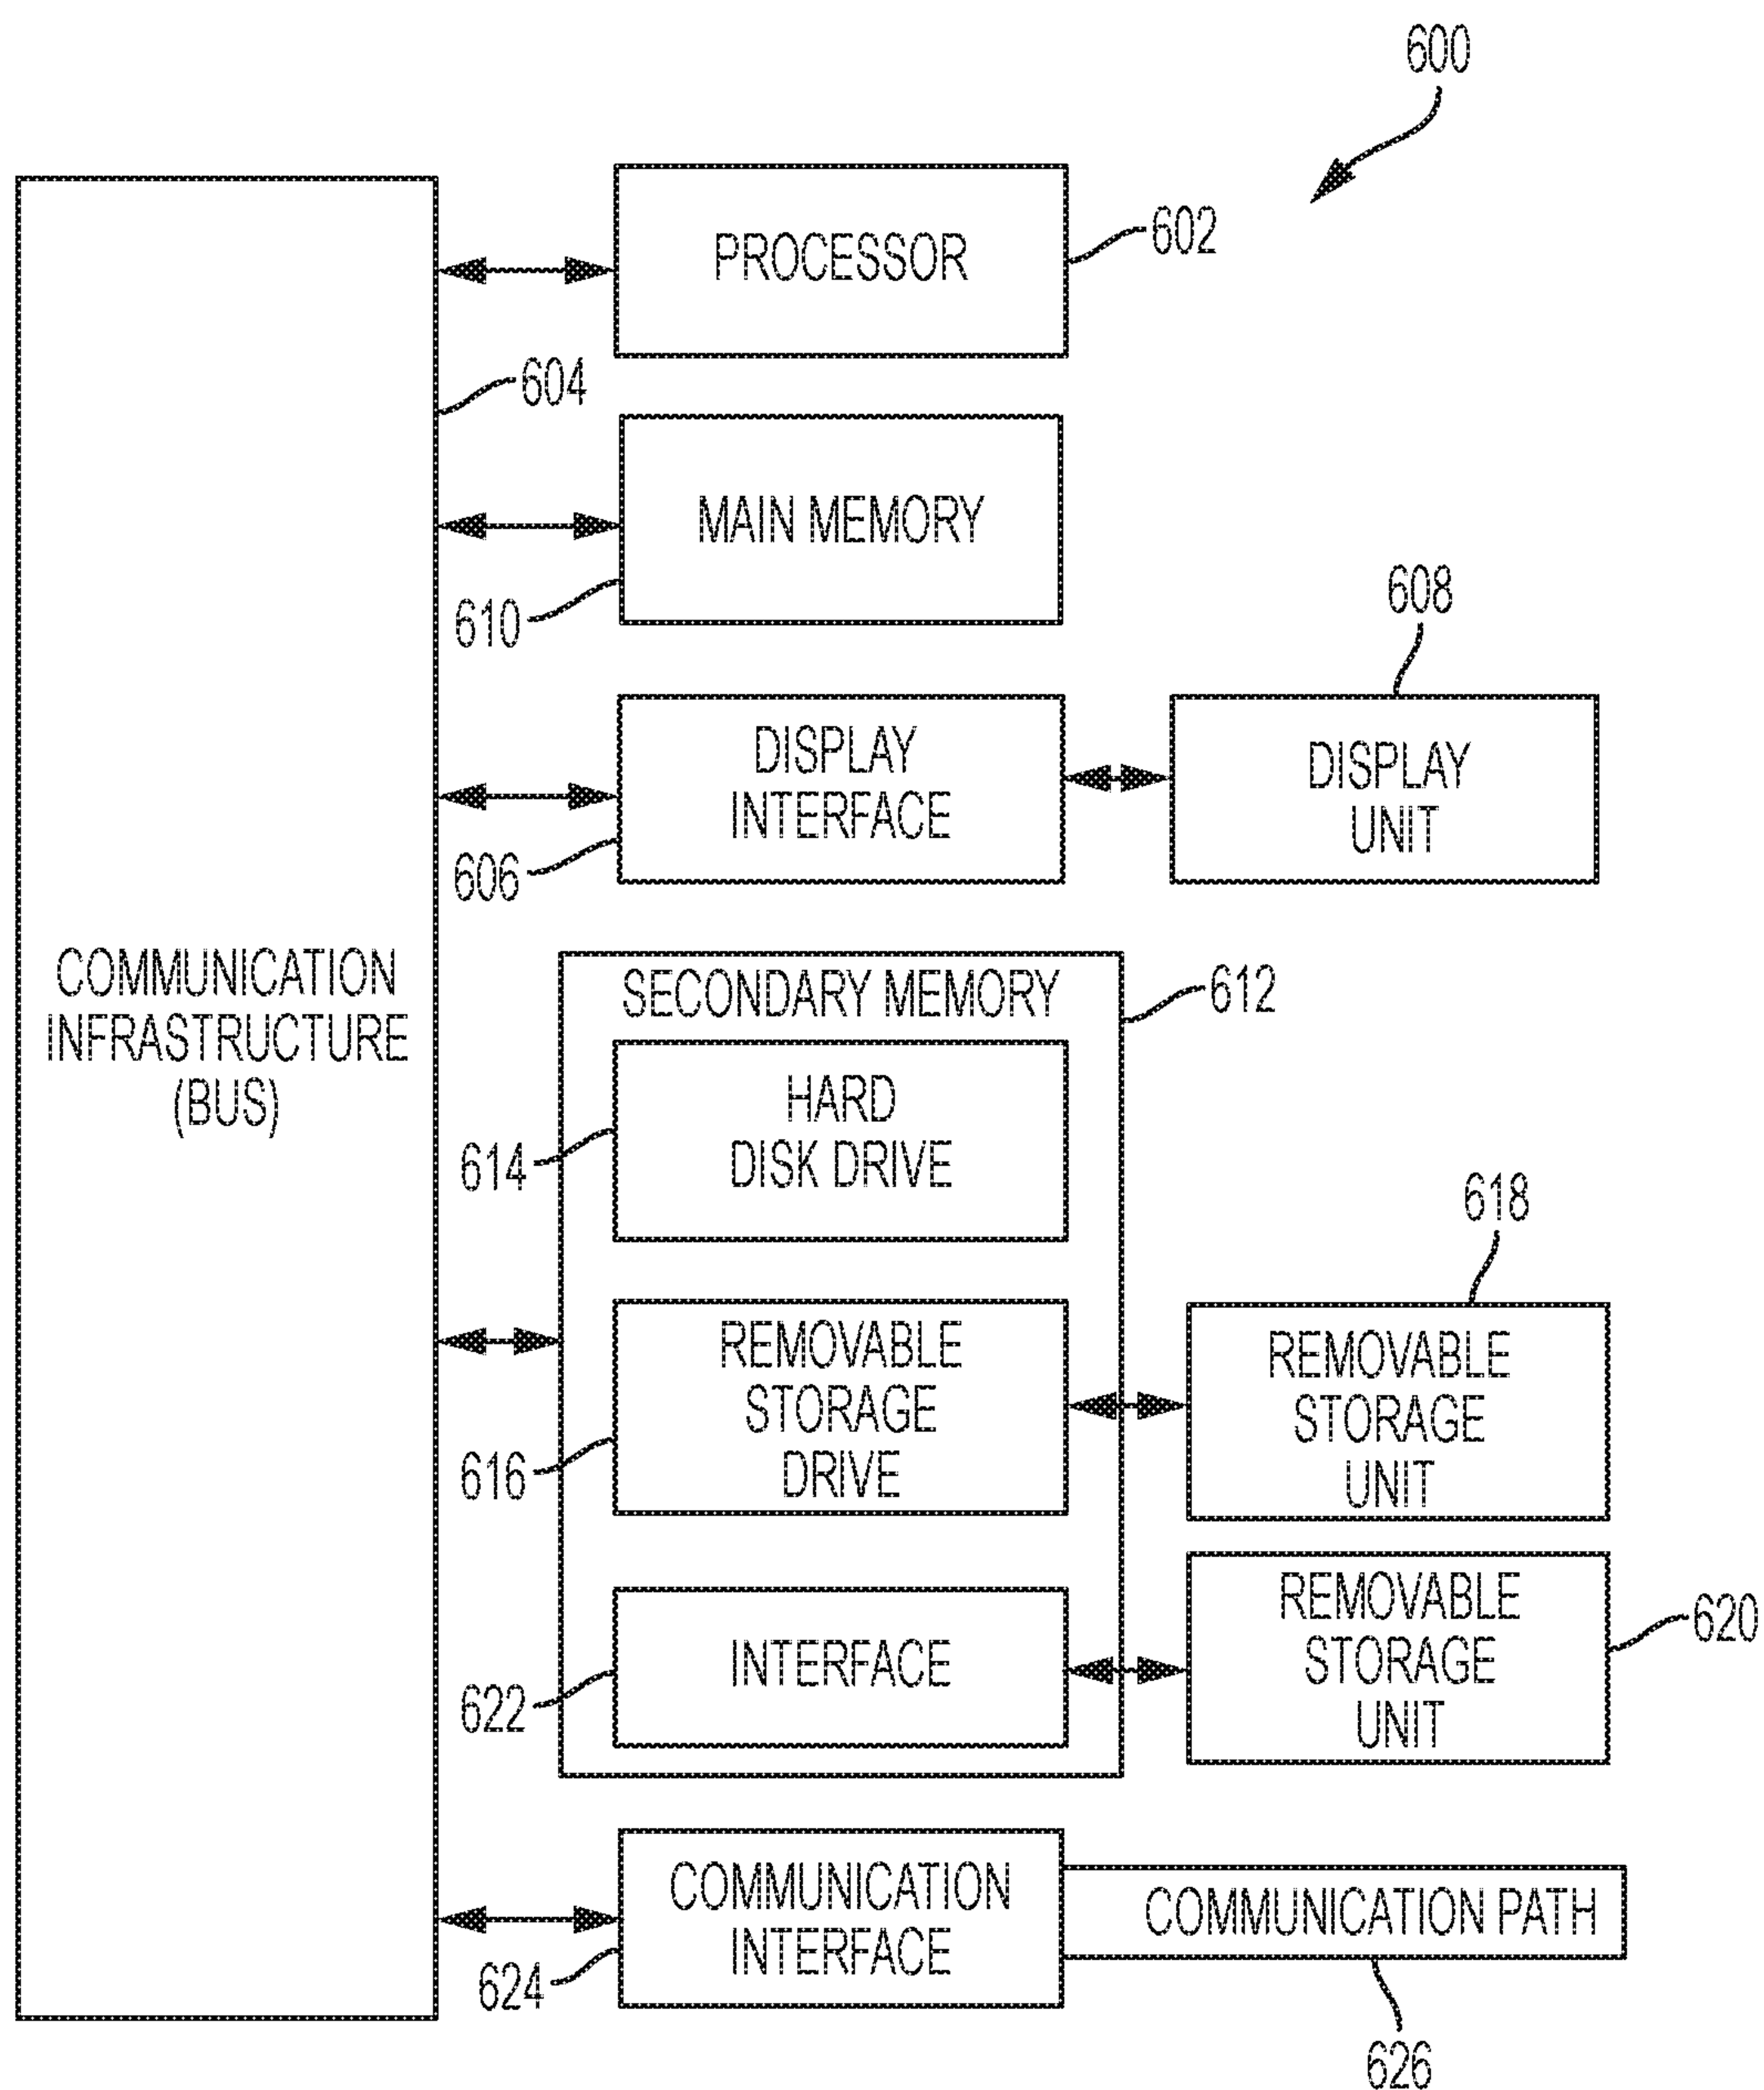 600
PROCESSOR
602
604
MAIN MEMORY
610
608
DISPLAY
INTERFACE
606
DISPLAY
UNIT
COMMUNICATION
INFRASTRUCTURE
(BUS)
SECONDARY MEMORY
612
HARD
DISK DRIVE
614
618
REMOVABLE
STORAGE
DRIVE
616
REMOVABLE
STORAGE
UNIT
INTERFACE
622
REMOVABLE
STORAGE
UNIT
620
COMMUNICATION
INTERFACE
624
COMMUNICATION PATH
626